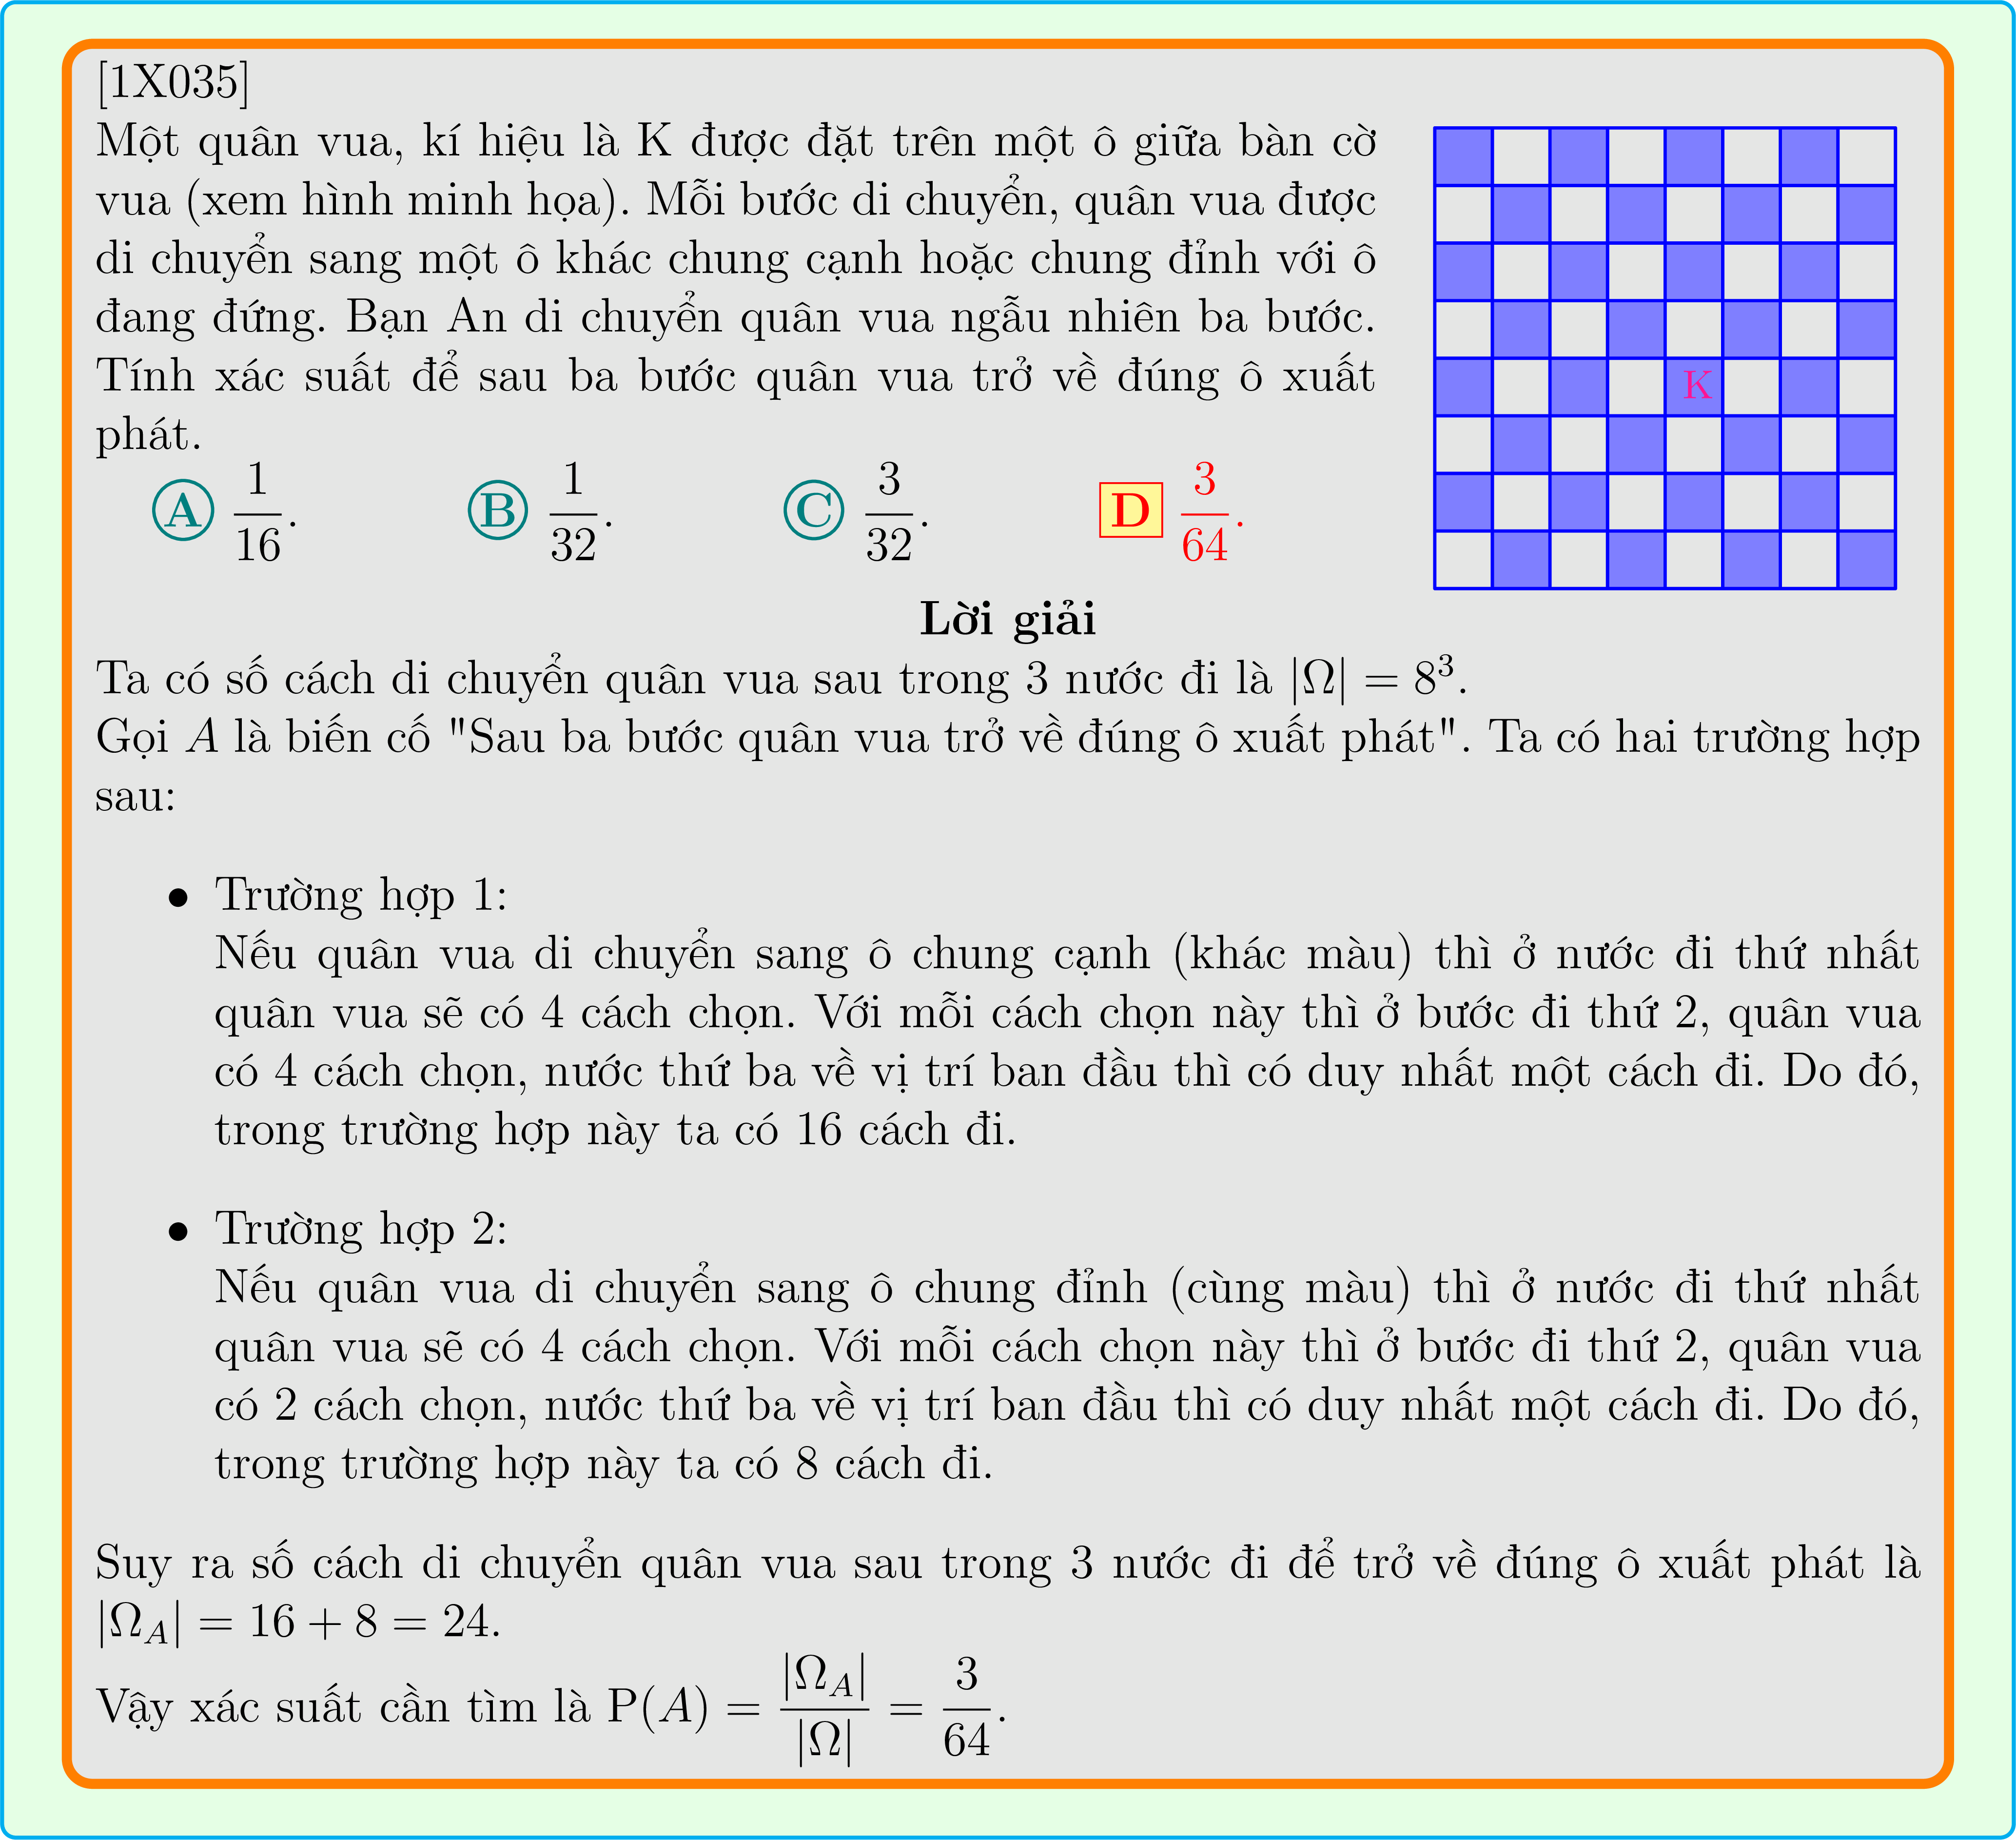 [1X035]
Một quân vua, kí hiệu là K được đặt trên một ô giữa bàn cờ
vua (xem hình minh họa). Mỗi bước di chuyển, quân vua được
di chuyển sang một ô khác chung cạnh hoặc chung đỉnh với ô
đang đứng. Bạn An di chuyển quân vua ngẫu nhiên ba bước.
Tính xác suất để sau ba bước quân vua trở về đúng ô xuất
phát.
K
A 1/16. B 1/32. C 3/32. D 3/64.
Lời giải
Ta có số cách di chuyển quân vua sau trong 3 nước đi là |Ω| = 8³.
Gọi A là biến cố "Sau ba bước quân vua trở về đúng ô xuất phát". Ta có hai trường hợp
sau:
• Trường hợp 1:
Nếu quân vua di chuyển sang ô chung cạnh (khác màu) thì ở nước đi thứ nhất
quân vua sẽ có 4 cách chọn. Với mỗi cách chọn này thì ở bước đi thứ 2, quân vua
có 4 cách chọn, nước thứ ba về vị trí ban đầu thì có duy nhất một cách đi. Do đó,
trong trường hợp này ta có 16 cách đi.
• Trường hợp 2:
Nếu quân vua di chuyển sang ô chung đỉnh (cùng màu) thì ở nước đi thứ nhất
quân vua sẽ có 4 cách chọn. Với mỗi cách chọn này thì ở bước đi thứ 2, quân vua
có 2 cách chọn, nước thứ ba về vị trí ban đầu thì có duy nhất một cách đi. Do đó,
trong trường hợp này ta có 8 cách đi.
Suy ra số cách di chuyển quân vua sau trong 3 nước đi để trở về đúng ô xuất phát là
|Ω_A| = 16 + 8 = 24.
Vậy xác suất cần tìm là P(A) = |Ω_A|/|Ω| = 3/64.